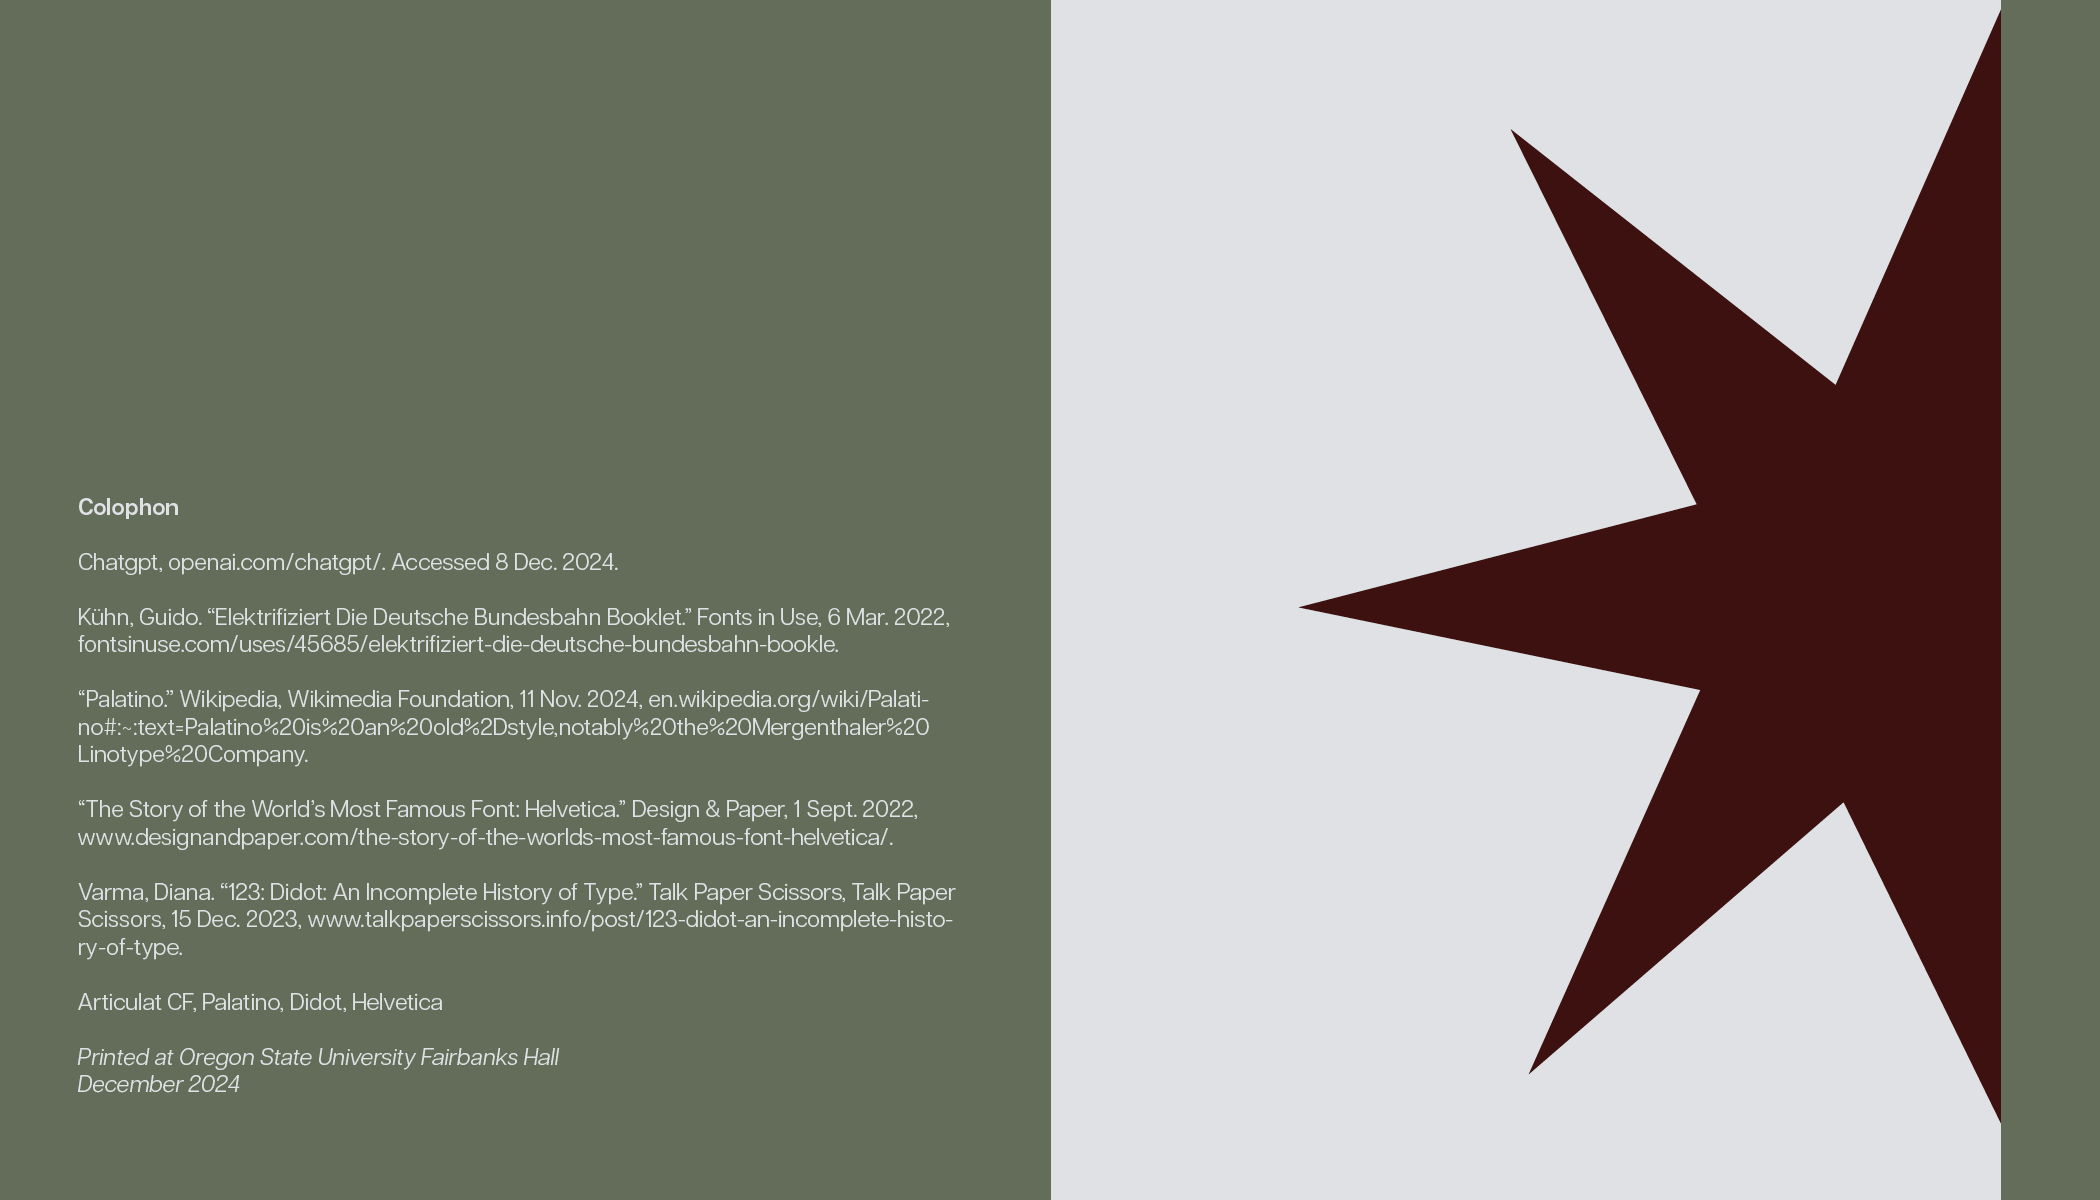 Colophon
Chatgpt, openai.com/chatgpt/. Accessed 8 Dec. 2024.
Kühn, Guido. “Elektrifiziert Die Deutsche Bundesbahn Booklet.” Fonts in Use, 6 Mar. 2022,
fontsinuse.com/uses/45685/elektrifiziert-die-deutsche-bundesbahn-bookle.
“Palatino.” Wikipedia, Wikimedia Foundation, 11 Nov. 2024, en.wikipedia.org/wiki/Palati-
no#:~:text=Palatino%20is%20an%20old%2Dstyle,notably%20the%20Mergenthaler%20
Linotype%20Company.
“The Story of the World’s Most Famous Font: Helvetica.” Design & Paper, 1 Sept. 2022,
www.designandpaper.com/the-story-of-the-worlds-most-famous-font-helvetica/.
Varma, Diana. “123: Didot: An Incomplete History of Type.” Talk Paper Scissors, Talk Paper
Scissors, 15 Dec. 2023, www.talkpaperscissors.info/post/123-didot-an-incomplete-histo-
ry-of-type.
Articulat CF, Palatino, Didot, Helvetica
Printed at Oregon State University Fairbanks Hall
December 2024